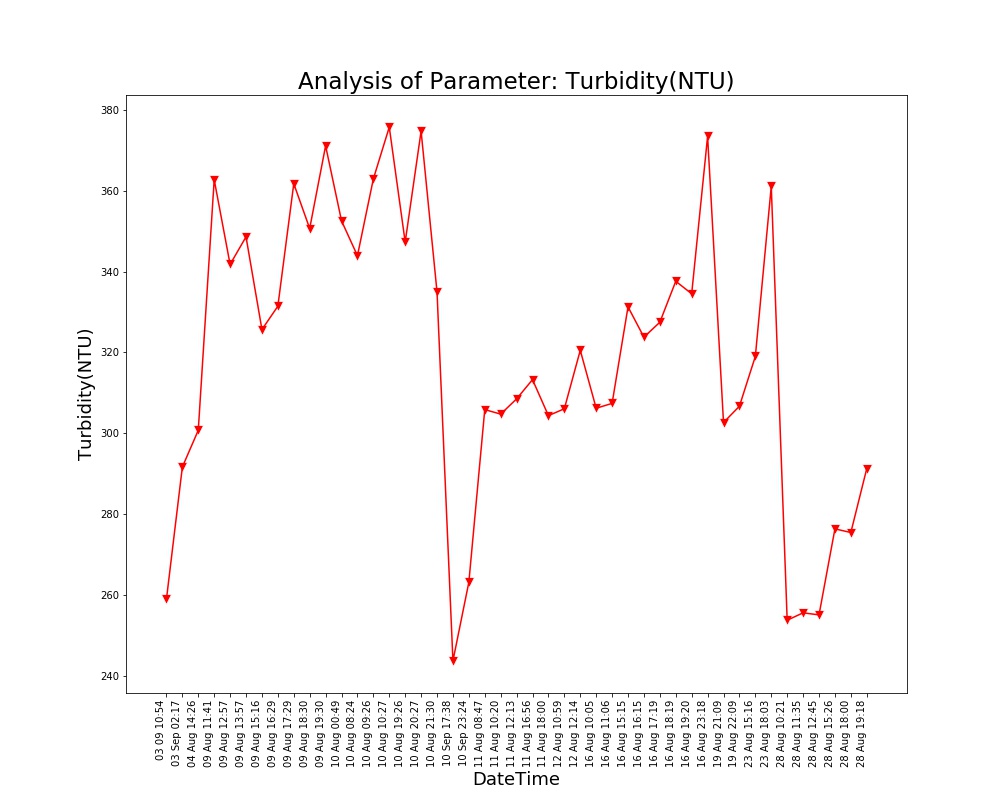 Analysis of Parameter: Turbidity(NTU)
380
360
340
320
300
280
260
240
Turbidity(NTU)
03 09 10:54
03 Sep 02:17
04 Aug 14:26
09 Aug 11:41
09 Aug 12:57
09 Aug 13:57
09 Aug 15:16
09 Aug 16:29
09 Aug 17:29
09 Aug 18:30
09 Aug 19:30
10 Aug 00:49
10 Aug 08:24
10 Aug 09:26
10 Aug 10:27
10 Aug 19:26
10 Aug 20:27
10 Aug 21:30
10 Sep 17:38
10 Sep 23:24
11 Aug 08:47
11 Aug 10:20
11 Aug 12:13
11 Aug 16:56
11 Aug 18:00
12 Aug 10:59
12 Aug 12:14
16 Aug 10:05
16 Aug 11:06
16 Aug 15:15
16 Aug 16:15
16 Aug 17:19
16 Aug 18:19
16 Aug 19:20
16 Aug 23:18
19 Aug 21:09
19 Aug 22:09
23 Aug 15:16
23 Aug 18:03
28 Aug 10:21
28 Aug 11:35
28 Aug 12:45
28 Aug 15:26
28 Aug 18:00
28 Aug 19:18
DateTime